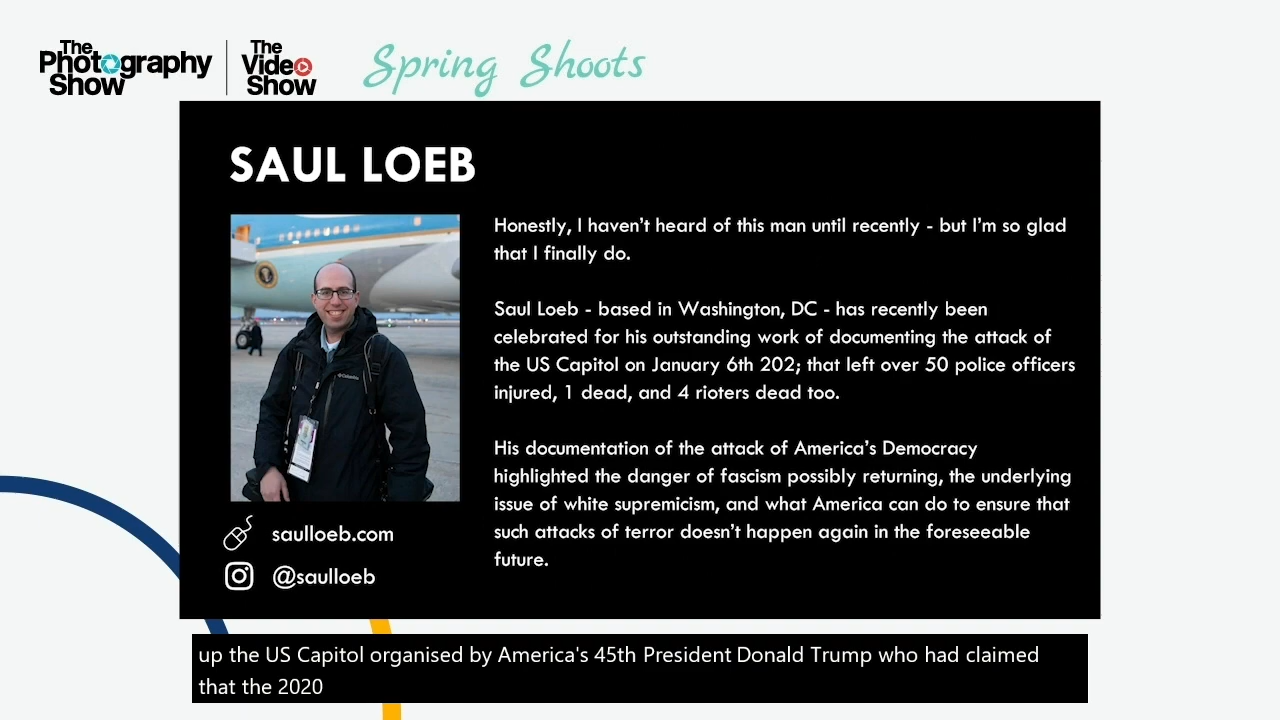 The
Photography
Show
The
Video
Show
Spring Shoots
SAUL LOEB
Honestly, I haven’t heard of this man until recently - but I’m so glad
that I finally do.
Saul Loeb - based in Washington, DC - has recently been
celebrated for his outstanding work of documenting the attack of
the US Capitol on January 6th 202; that left over 50 police officers
injured, 1 dead, and 4 rioters dead too.
His documentation of the attack of America’s Democracy
highlighted the danger of fascism possibly returning, the underlying
issue of white supremicism, and what America can do to ensure that
such attacks of terror doesn’t happen again in the foreseeable
future.
saulloeb.com
@saulloeb
up the US Capitol organised by America's 45th President Donald Trump who had claimed
that the 2020